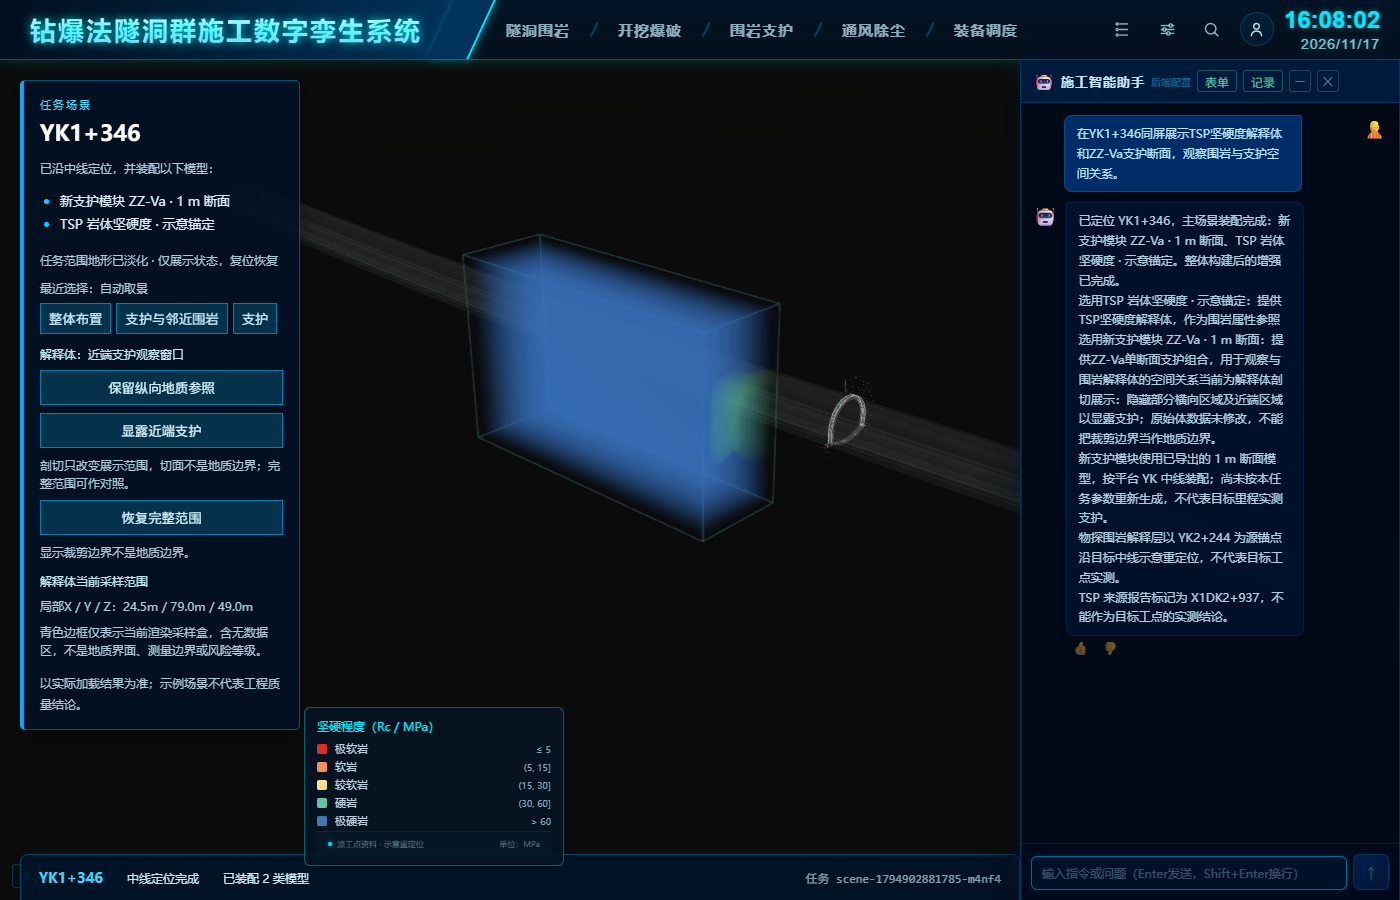 钻爆法隧洞群施工数字孪生系统
隧洞围岩 / 开挖爆破 / 围岩支护 / 通风除尘 / 装备调度
16:08:02
2026/11/17
任务场景
YK1+346
已沿中线定位，并装配以下模型：
新支护模块 ZZ-Va · 1 m 断面
TSP 岩体坚硬度 · 示意锚定
任务范围地形已淡化 · 仅展示状态，复位恢复
最近选择：自动取景
整体布置 支护与邻近围岩 支护
解释体：近端支护观察窗口
保留纵向地质参照
显露近端支护
剖切只改变展示范围，切面不是地质边界；完
整范围可作对照。
恢复完整范围
显示裁剪边界不是地质边界。
解释体当前采样范围
局部X / Y / Z：24.5m / 79.0m / 49.0m
青色边框仅表示当前渲染采样盒，含无数据
区，不是地质界面、测量边界或风险等级。
以实际加载结果为准；示例场景不代表工程质
量结论。
坚硬程度（Rc / MPa）
极软岩 ≤ 5
软岩 (5, 15]
较软岩 (15, 30]
硬岩 (30, 60]
极硬岩 > 60
源工点资料 · 示意重定位 单位：MPa
YK1+346 中线定位完成 已装配 2 类模型
任务 scene-1794902881785-m4nf4
施工智能助手 后端配置 表单 记录
在YK1+346同屏展示TSP坚硬度解释体
和ZZ-Va支护断面，观察围岩与支护空
间关系。
已定位 YK1+346，主场景装配完成：新
支护模块 ZZ-Va · 1 m 断面、TSP 岩体
坚硬度 · 示意锚定。整体构建后的增强
已完成。
选用TSP 岩体坚硬度 · 示意锚定：提供
TSP坚硬度解释体，作为围岩属性参照
选用新支护模块 ZZ-Va · 1 m 断面：提
供ZZ-Va单断面支护组合，用于观察与
围岩解释体的空间关系当前为解释体剖
切展示：隐藏部分横向区域及近端区域
以显露支护；原始体数据未修改，不能
把裁剪边界当作地质边界。
新支护模块使用已导出的 1 m 断面模
型，按平台 YK 中线装配；尚未按本任
务参数重新生成，不代表目标里程实测
支护。
物探围岩解释层以 YK2+244 为源锚点
沿目标中线示意重定位，不代表目标工
点实测。
TSP 来源报告标记为 X1DK2+937，不
能作为目标工点的实测结论。
输入指令或问题（Enter发送，Shift+Enter换行）